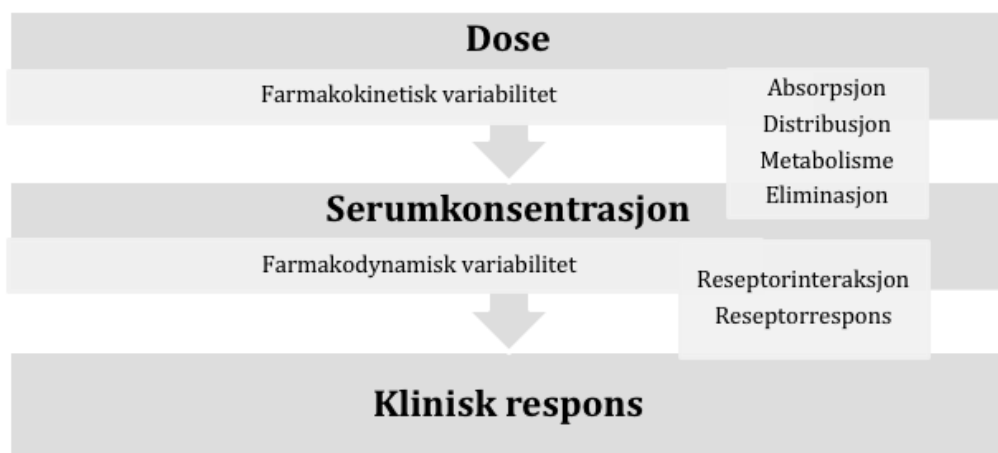 Dose
Farmakokinetisk variabilitet
Absorpsjon
Distribusjon
Metabolisme
Eliminasjon
Serumkonsentrasjon
Farmakodynamisk variabilitet
Reseptorinteraksjon
Reseptorrespons
Klinisk respons